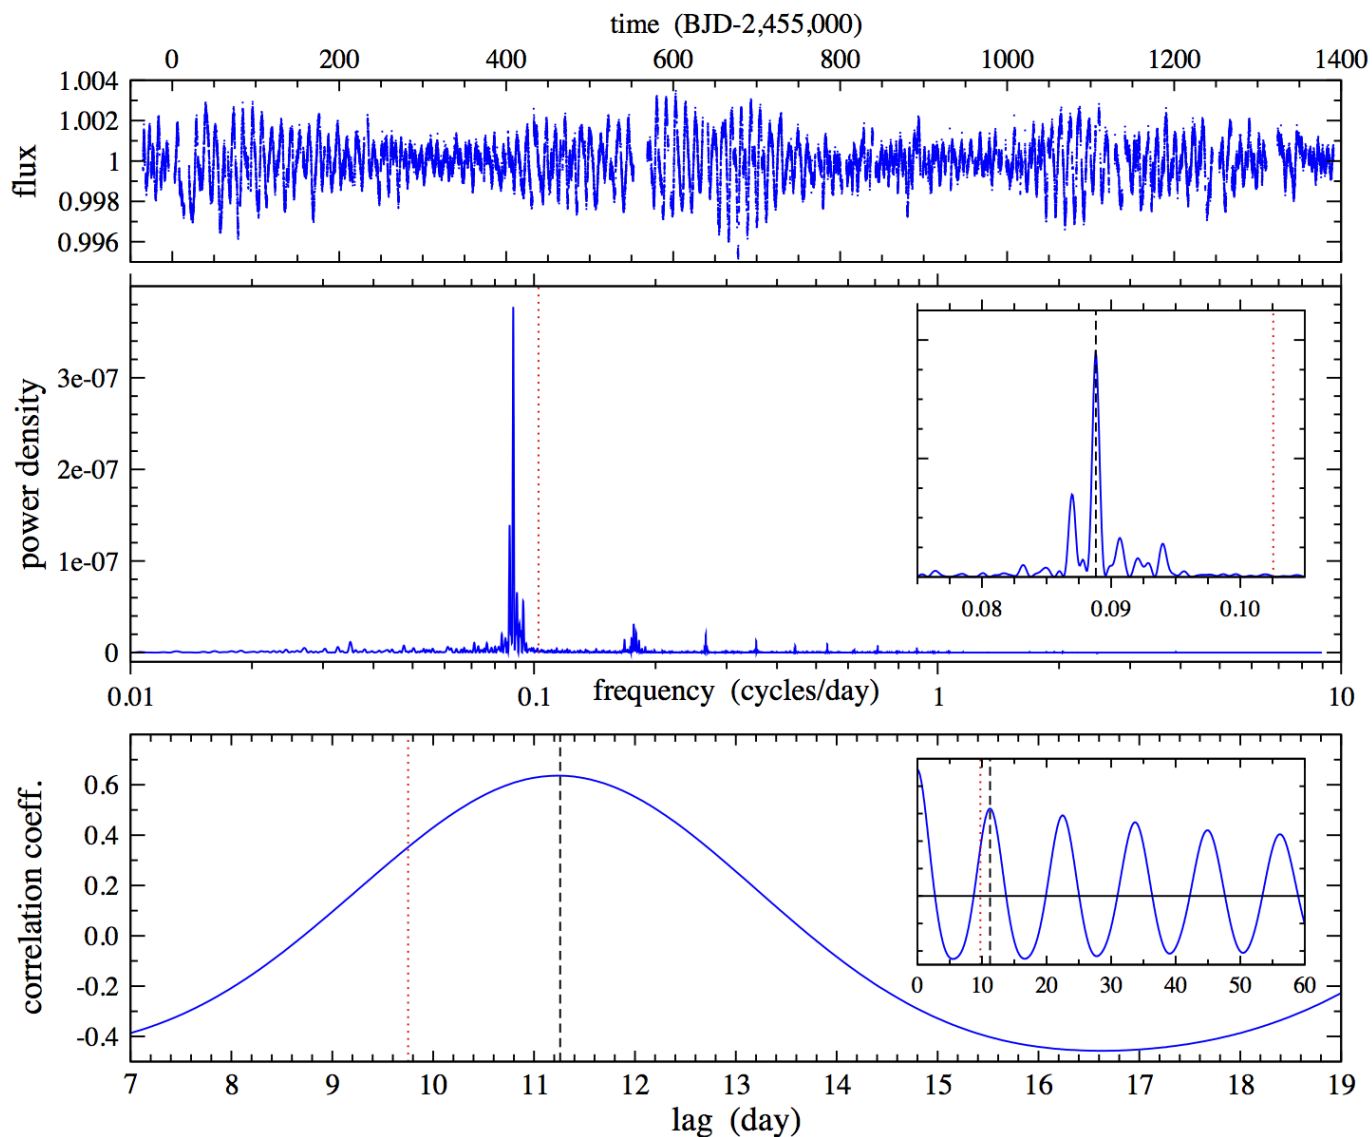 time (BJD-2,455,000)
0 200 400 600 800 1000 1200 1400
1.004
1.002
1
0.998
0.996
flux
3e-07
2e-07
1e-07
0
power density
0.08 0.09 0.10
0.01 0.1 1 10
frequency (cycles/day)
0.6
0.4
0.2
0.0
-0.2
-0.4
correlation coeff.
0 10 20 30 40 50 60
7 8 9 10 11 12 13 14 15 16 17 18 19
lag (day)